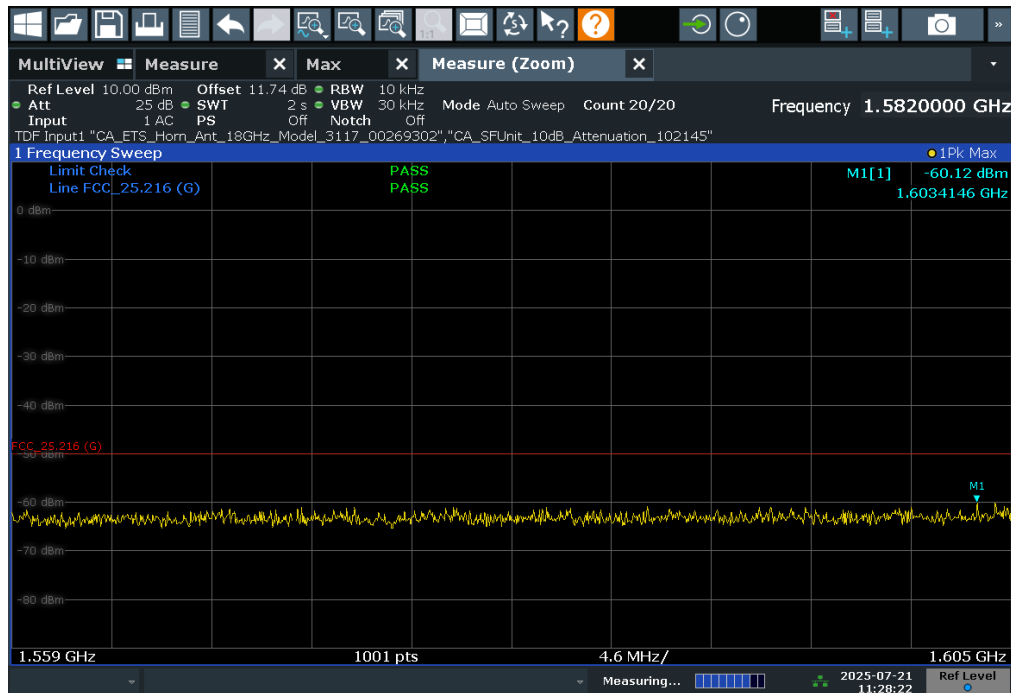 1:1
»
MultiView Measure Max Measure (Zoom)
Ref Level 10.00 dBm Offset 11.74 dB RBW 10 kHz
Att 25 dB SWT 2 s VBW 30 kHz Mode Auto Sweep Count 20/20 Frequency 1.5820000 GHz
Input 1 AC PS Off Notch Off
TDF Input1 "CA_ETS_Horn_Ant_18GHz_Model_3117_00269302","CA_SFUnit_10dB_Attenuation_102145"
1 Frequency Sweep 1Pk Max
Limit Check PASS M1[1] -60.12 dBm
Line FCC_25.216 (G) PASS 1.6034146 GHz
0 dBm
-10 dBm
-20 dBm
-30 dBm
-40 dBm
FCC_25.216 (G)
-50 dBm
M1
-60 dBm
-70 dBm
-80 dBm
1.559 GHz 1001 pts 4.6 MHz/ 1.605 GHz
Measuring... 2025-07-21 Ref Level
11:28:22